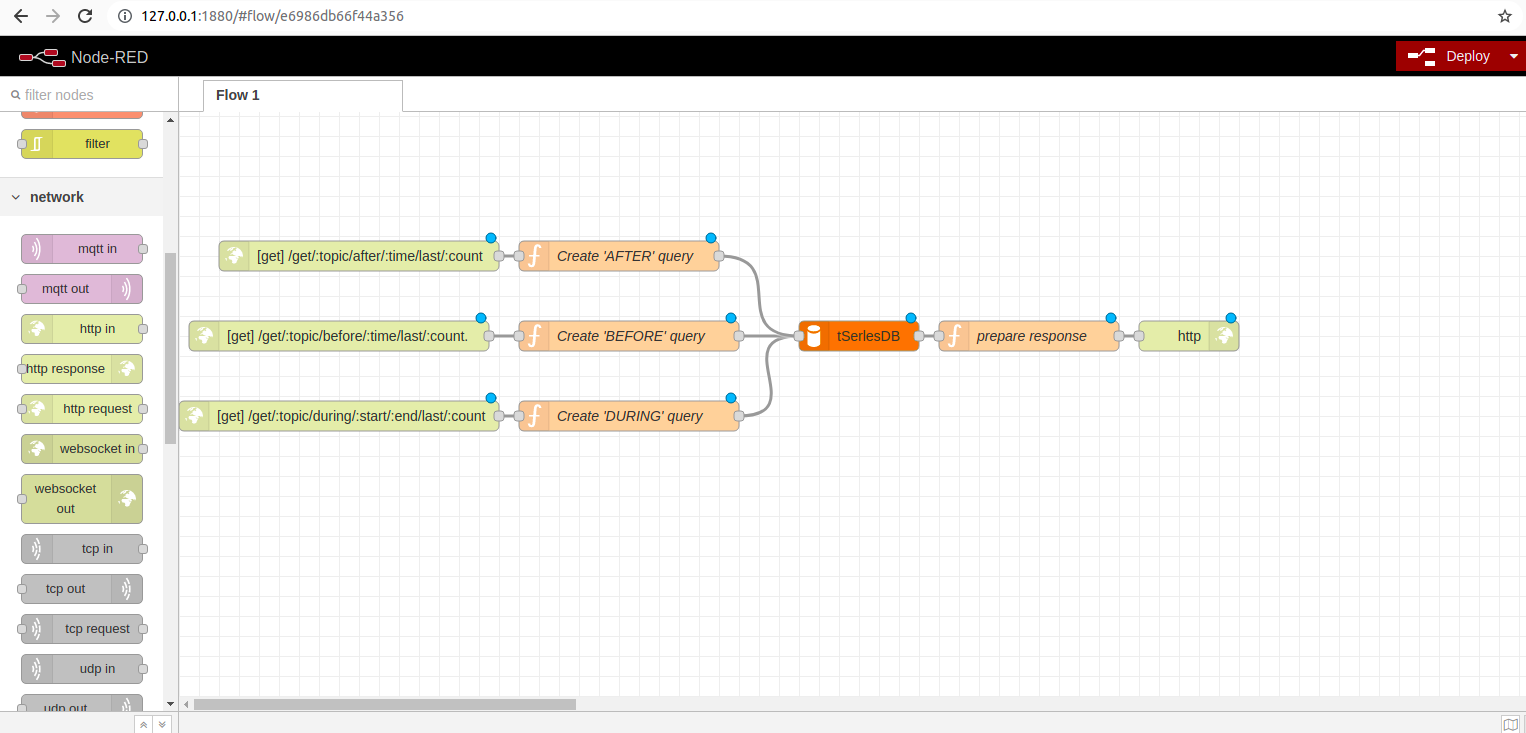 127.0.0.1:1880/#flow/e6986db66f44a356
Node-RED
Deploy
filter nodes
Flow 1
filter
network
mqtt in
mqtt out
http in
http response
http request
websocket in
websocket
out
tcp in
tcp out
tcp request
udp in
udp out
[get] /get/:topic/after/:time/last/:count
Create 'AFTER' query
[get] /get/:topic/before/:time/last/:count.
Create 'BEFORE' query
tSerlesDB
prepare response
http
[get] /get/:topic/during/:start/:end/last/:count
Create 'DURING' query